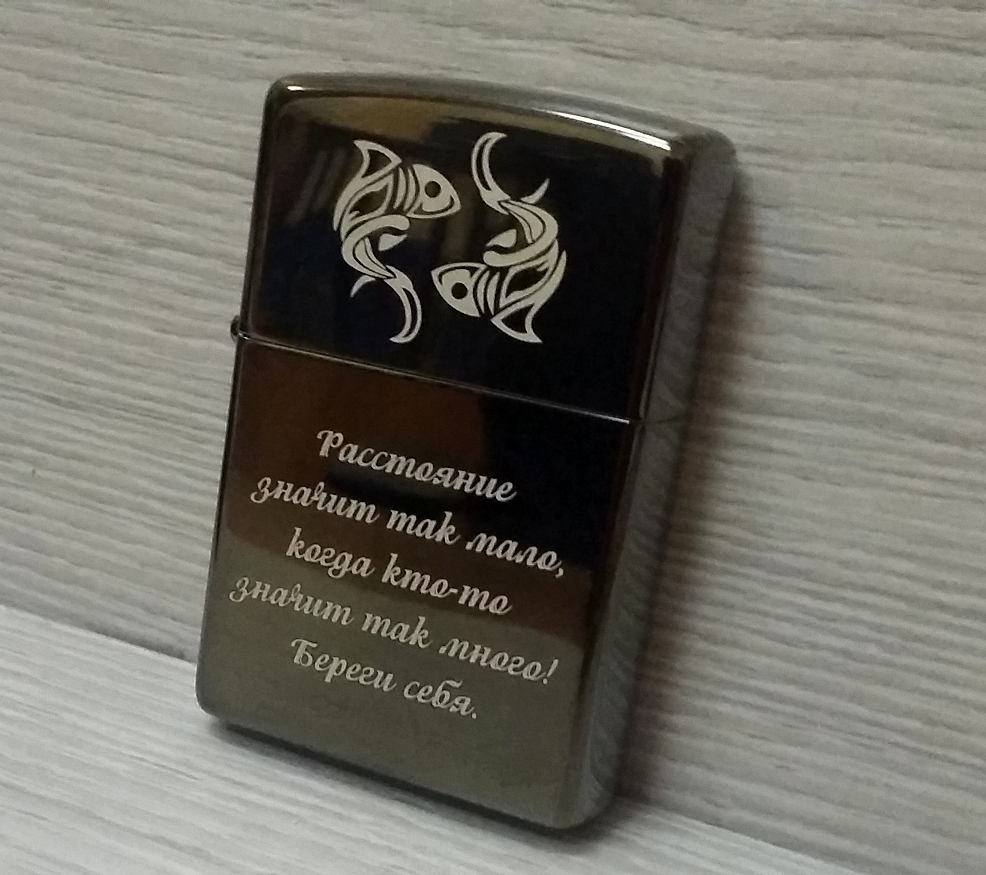 Расстояние
значит так мало,
когда кто-то
значит так много!
Береги себя.